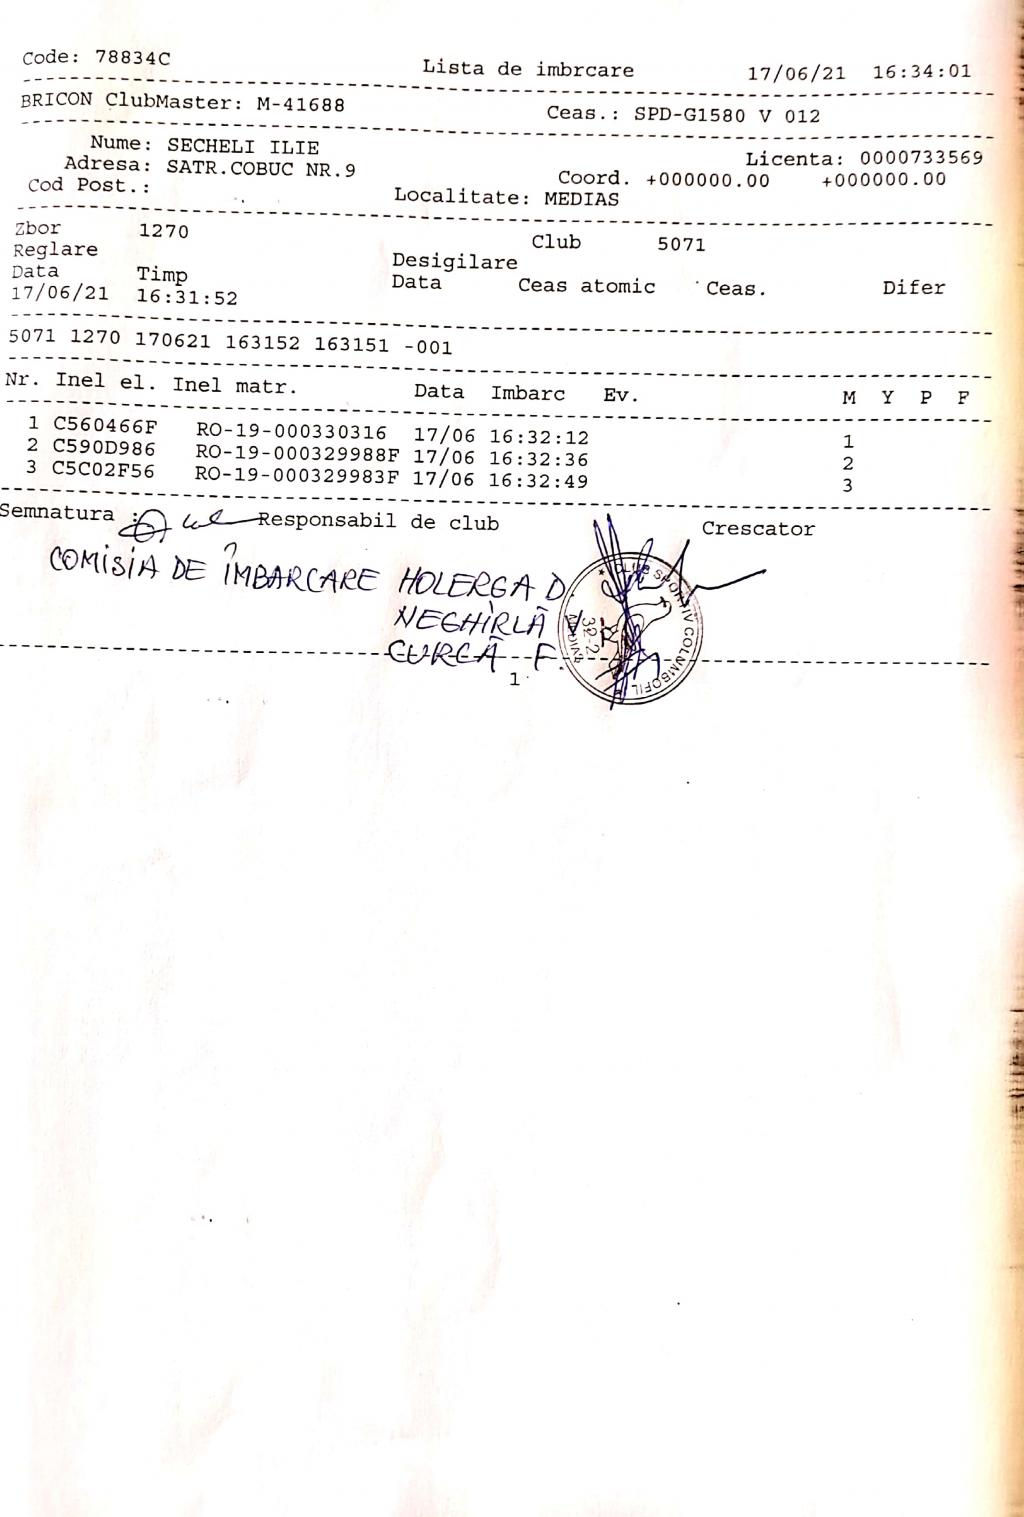 Code: 78834C Lista de imbrcare 17/06/21 16:34:01
BRICON ClubMaster: M-41688 Ceas.: SPD-G1580 V 012
Nume: SECHELI ILIE Licenta: 0000733569
Adresa: SATR.COBUC NR.9 Coord. +000000.00 +000000.00
Cod Post.: Localitate: MEDIAS
Zbor 1270 Club 5071
Reglare Desigilare
Data Timp Data Ceas atomic Ceas. Difer
17/06/21 16:31:52
5071 1270 170621 163152 163151 -001
Nr. Inel el. Inel matr. Data Imbarc Ev. M Y P F
1 C560466F RO-19-000330316 17/06 16:32:12 1
2 C590D986 RO-19-000329988F 17/06 16:32:36 2
3 C5C02F56 RO-19-000329983F 17/06 16:32:49 3
Semnatura : Responsabil de club Crescator
COMISIA DE ÎMBARCARE HOLERGA D.
NEGHIRLĂ V
CURCĂ F.
CLUB SPORTIV COLUMBOFIL
MEDIAȘ
1